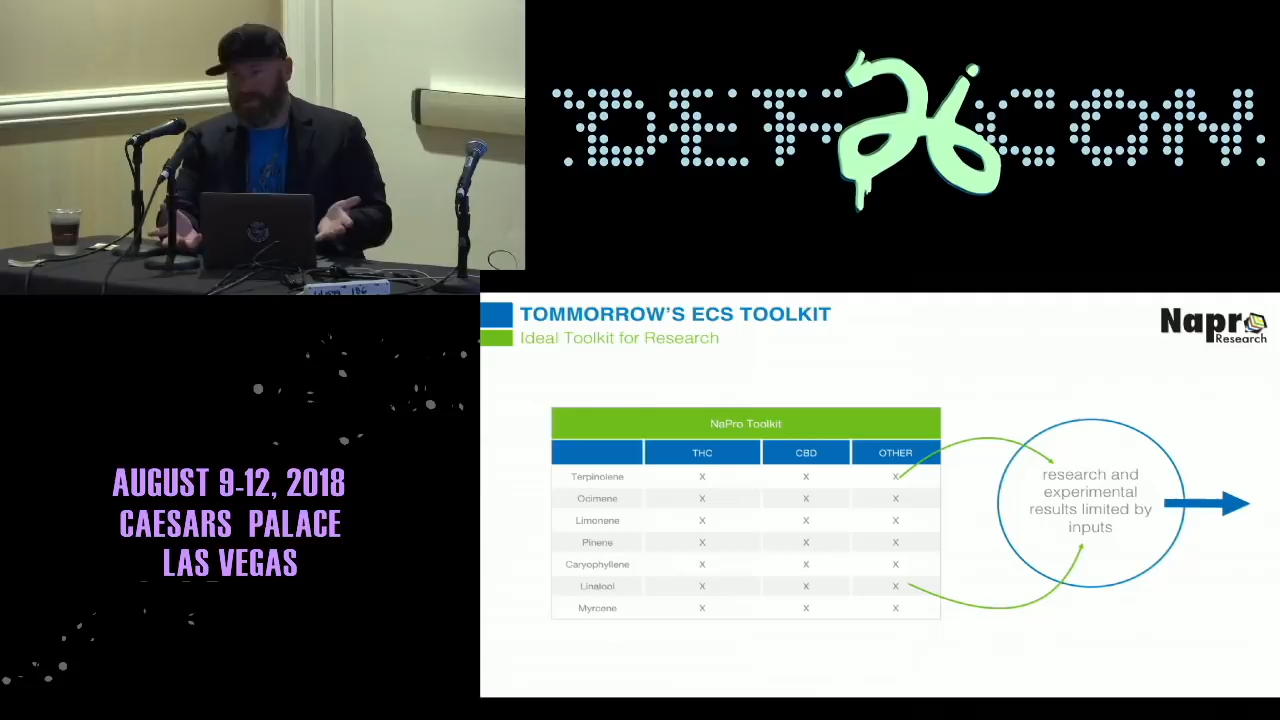 DEF 26 CON
TOMMORROW'S ECS TOOLKIT
Ideal Toolkit for Research
Napro
Research
NaPro Toolkit
THC CBD OTHER
Terpinolene X X X
Ocimene X X X
Limonene X X X
Pinene X X X
Caryophyllene X X X
Linalool X X X
Myrcene X X X
research and
experimental
results limited by
inputs
AUGUST 9-12, 2018
CAESARS PALACE
LAS VEGAS